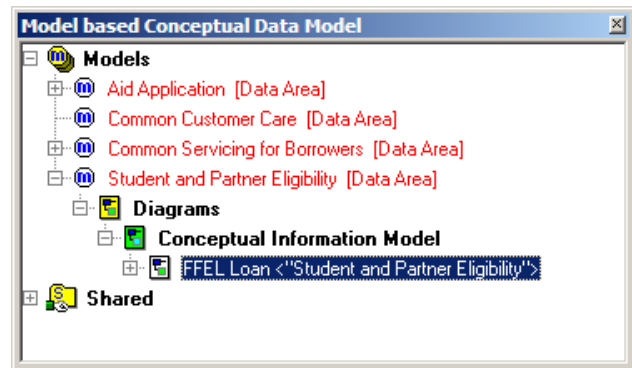 Model based Conceptual Data Model
Models
Aid Application [Data Area]
Common Customer Care [Data Area]
Common Servicing for Borrowers [Data Area]
Student and Partner Eligibility [Data Area]
Diagrams
Conceptual Information Model
FFEL Loan <"Student and Partner Eligibility">
Shared